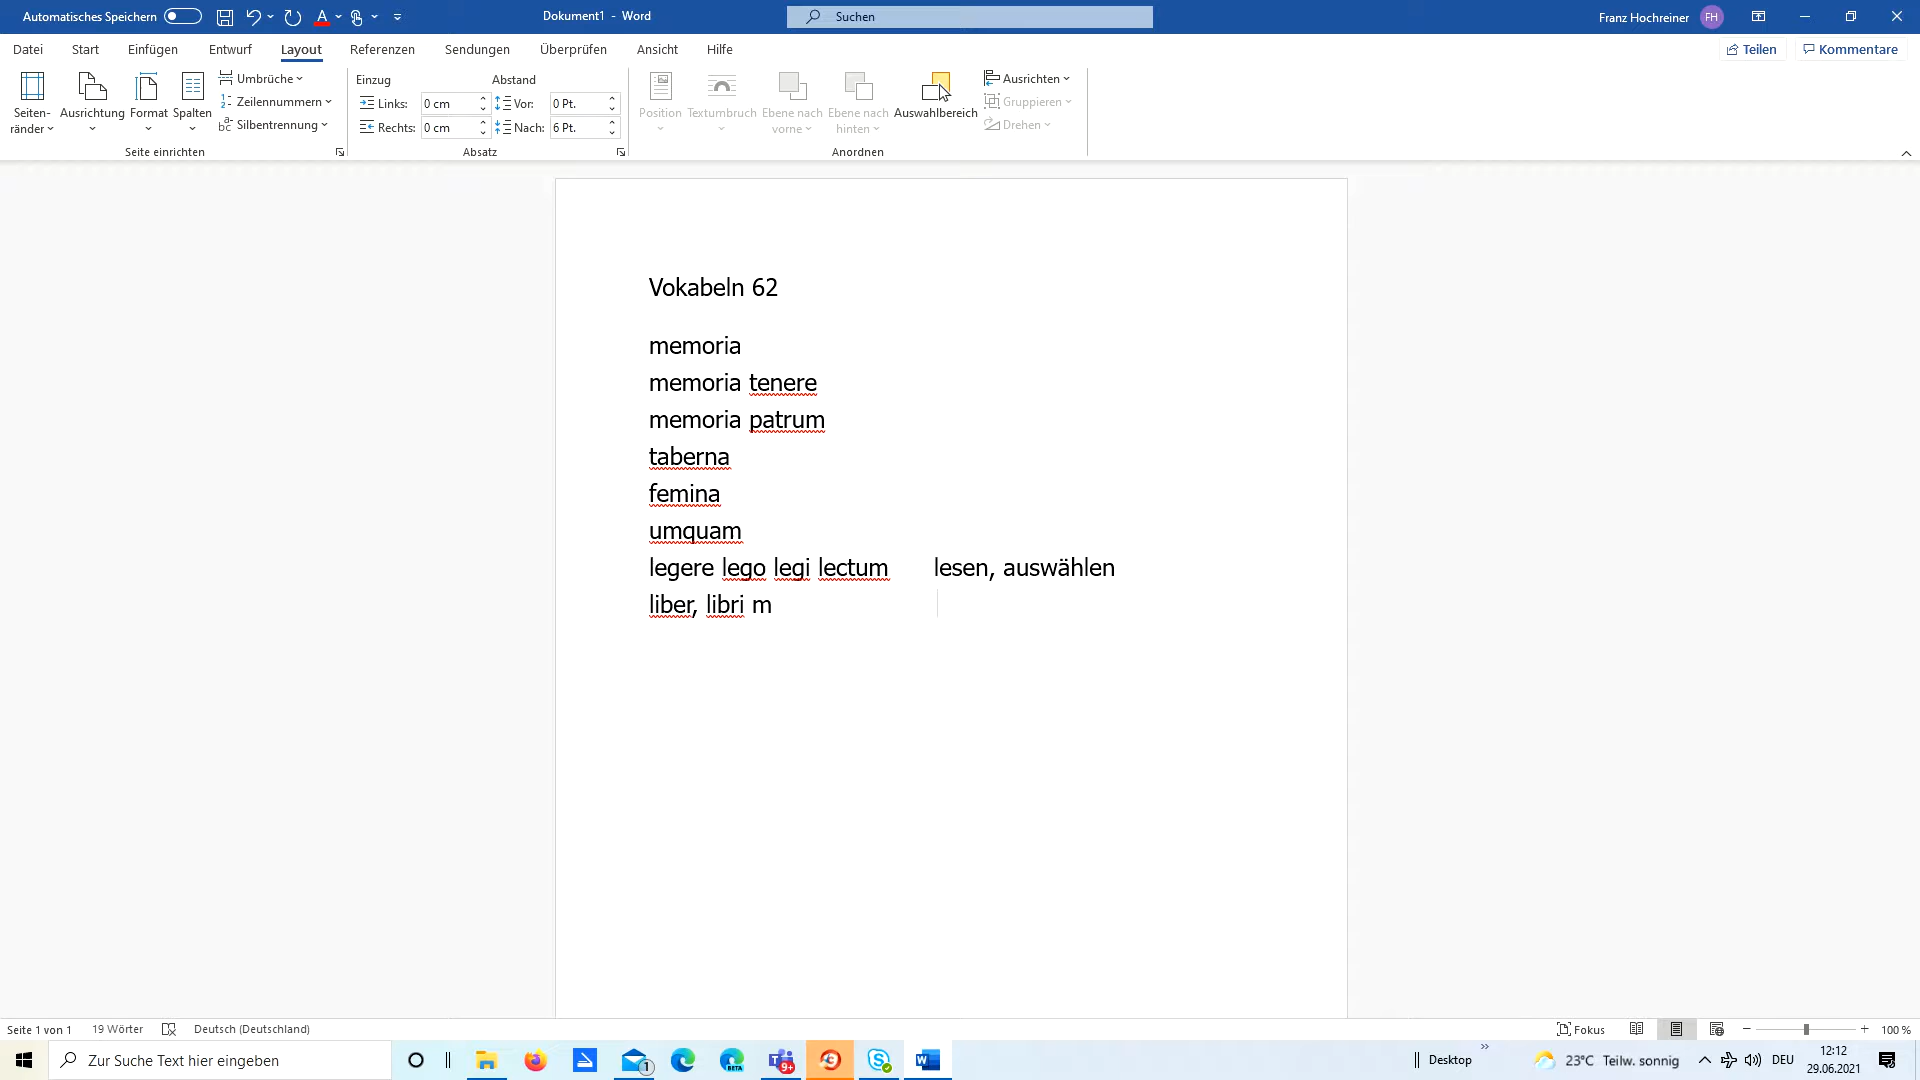 Automatisches Speichern
Dokument1 - Word
Suchen
Franz Hochreiner FH
Datei Start Einfügen Entwurf Layout Referenzen Sendungen Überprüfen Ansicht Hilfe
Teilen Kommentare
Seiten-
ränder
Ausrichtung
Format
Spalten
Umbrüche
Zeilennummern
Silbentrennung
Seite einrichten
Einzug
Links: 0 cm
Rechts: 0 cm
Abstand
Vor: 0 Pt.
Nach: 6 Pt.
Absatz
Position
Textumbruch
Ebene nach
vorne
Ebene nach
hinten
Auswahlbereich
Ausrichten
Gruppieren
Drehen
Anordnen
Vokabeln 62
memoria
memoria tenere
memoria patrum
taberna
femina
umquam
legere lego legi lectum lesen, auswählen
liber, libri m
Seite 1 von 1 19 Wörter Deutsch (Deutschland)
Fokus
100 %
Zur Suche Text hier eingeben
1
BETA
9+
Desktop
23°C Teilw. sonnig
DEU
12:12
29.06.2021